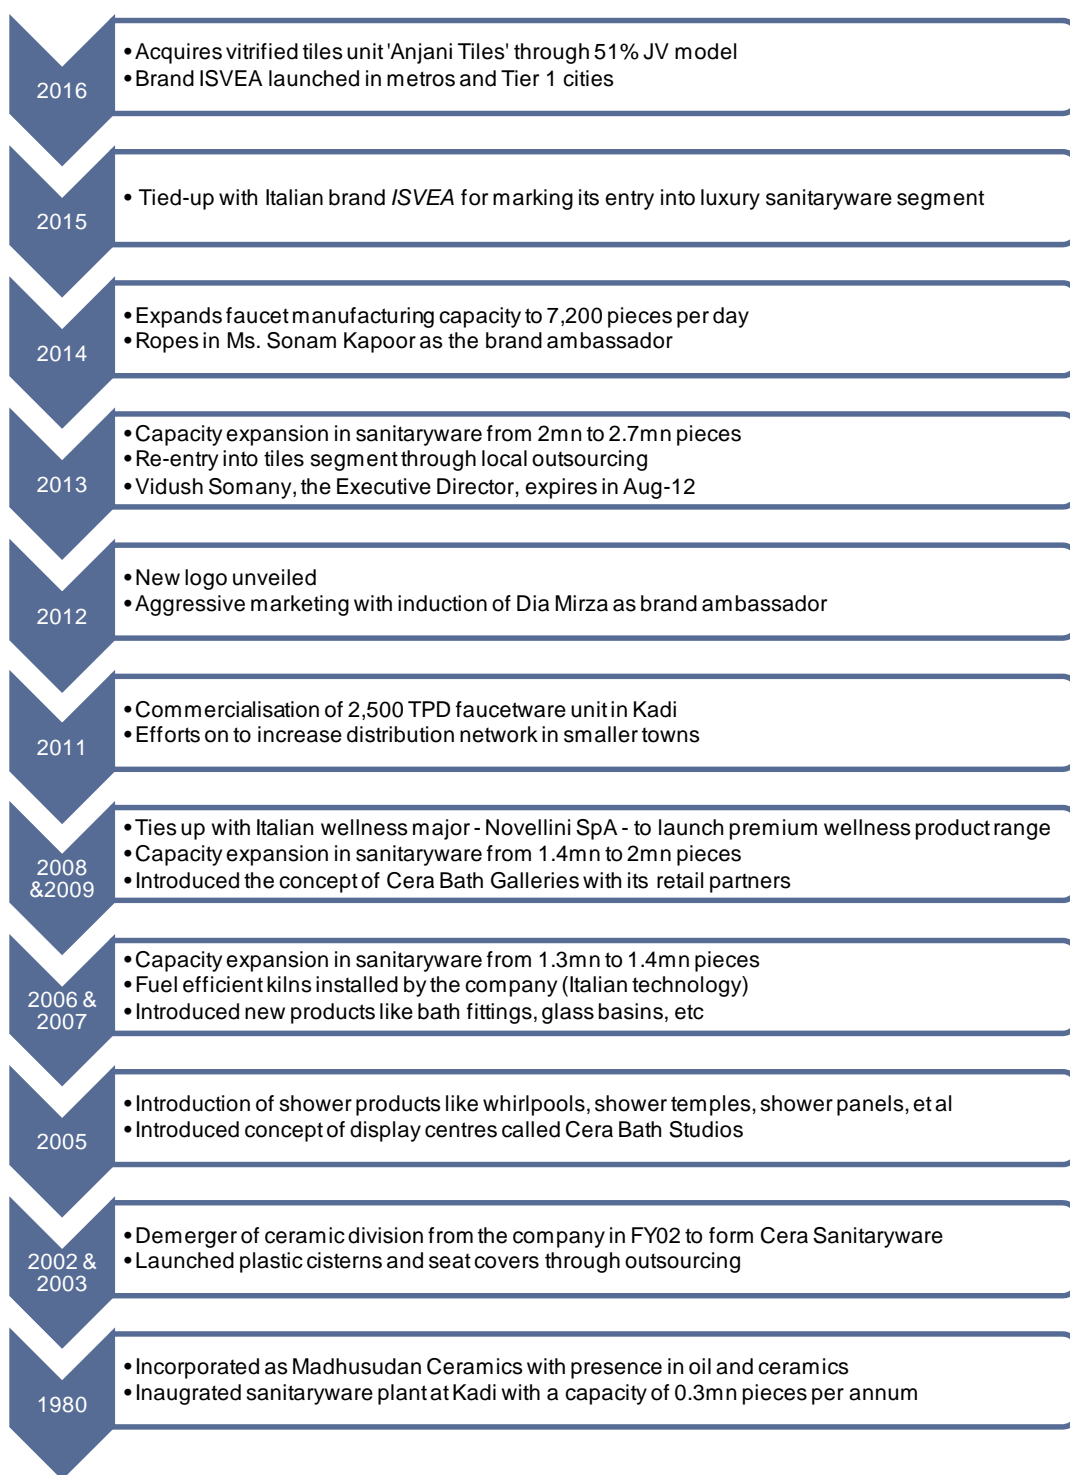 2016
•Acquires vitrified tiles unit 'Anjani Tiles' through 51% JV model
•Brand ISVEA launched in metros and Tier 1 cities
2015
• Tied-up with Italian brand ISVEA for marking its entry into luxury sanitaryware segment
2014
•Expands faucet manufacturing capacity to 7,200 pieces per day
•Ropes in Ms. Sonam Kapoor as the brand ambassador
2013
•Capacity expansion in sanitaryware from 2mn to 2.7mn pieces
•Re-entry into tiles segment through local outsourcing
•Vidush Somany, the Executive Director, expires in Aug-12
2012
•New logo unveiled
•Aggressive marketing with induction of Dia Mirza as brand ambassador
2011
•Commercialisation of 2,500 TPD faucetware unit in Kadi
•Efforts on to increase distribution network in smaller towns
2008
&2009
•Ties up with Italian wellness major - Novellini SpA - to launch premium wellness product range
•Capacity expansion in sanitaryware from 1.4mn to 2mn pieces
•Introduced the concept of Cera Bath Galleries with its retail partners
2006 &
2007
•Capacity expansion in sanitaryware from 1.3mn to 1.4mn pieces
•Fuel efficient kilns installed by the company (Italian technology)
•Introduced new products like bath fittings, glass basins, etc
2005
•Introduction of shower products like whirlpools, shower temples, shower panels, et al
•Introduced concept of display centres called Cera Bath Studios
2002 &
2003
•Demerger of ceramic division from the company in FY02 to form Cera Sanitaryware
•Launched plastic cisterns and seat covers through outsourcing
1980
•Incorporated as Madhusudan Ceramics with presence in oil and ceramics
•Inaugrated sanitaryware plant at Kadi with a capacity of 0.3mn pieces per annum